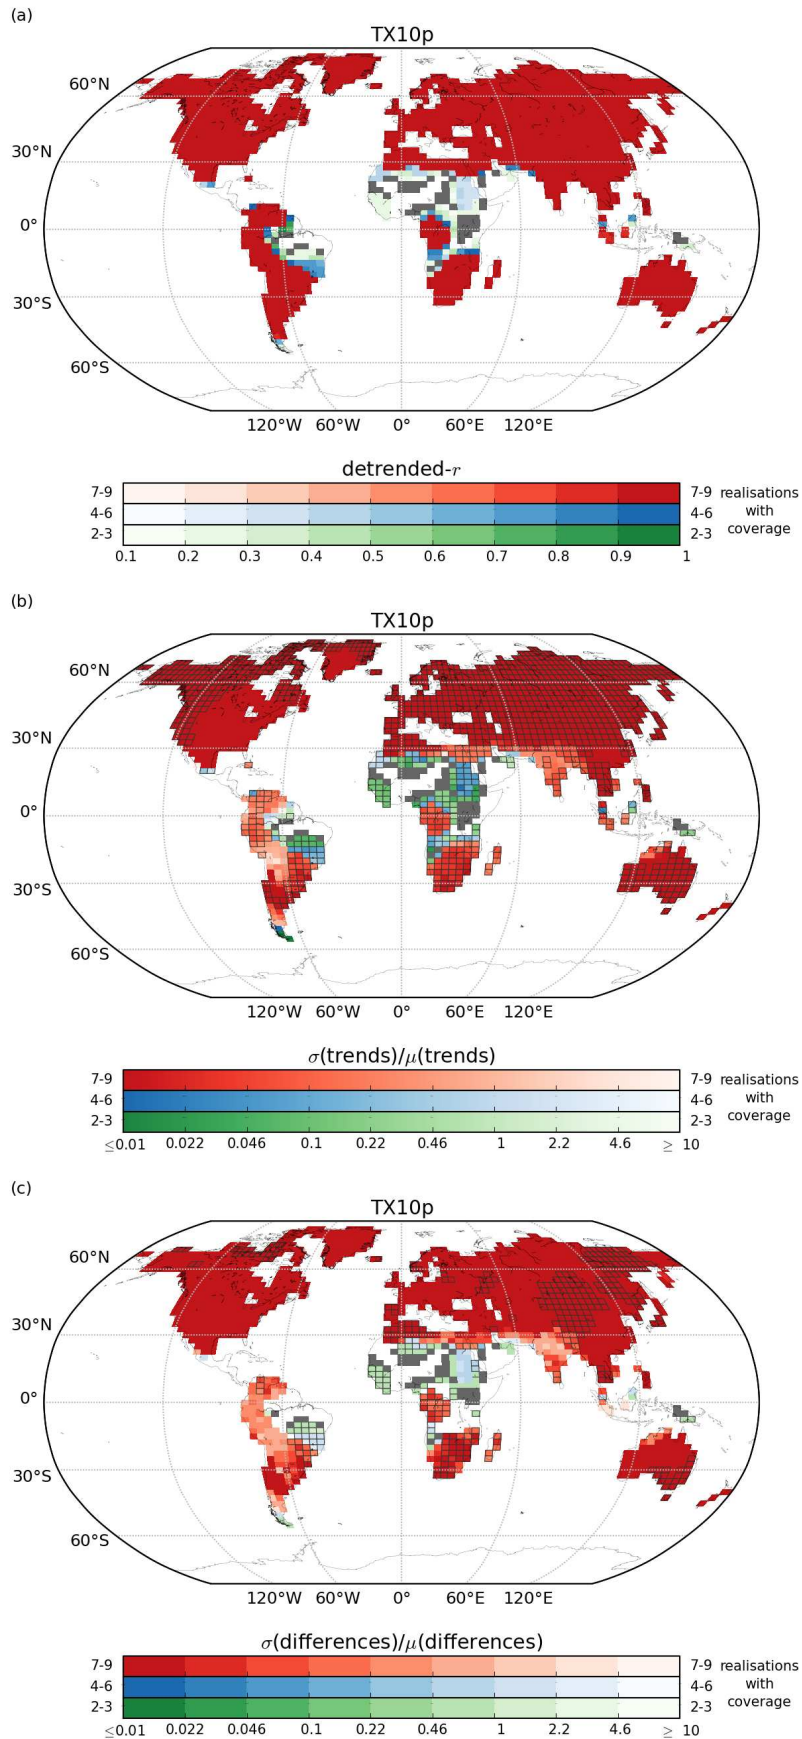 (a)
TX10p
60°N
30°N
0°
30°S
60°S
120°W 60°W 0° 60°E 120°E
detrended-r
7-9 7-9 realisations
4-6 4-6 with
2-3 2-3 coverage
0.1 0.2 0.3 0.4 0.5 0.6 0.7 0.8 0.9 1
(b)
TX10p
60°N
30°N
0°
30°S
60°S
120°W 60°W 0° 60°E 120°E
σ(trends)/μ(trends)
7-9 7-9 realisations
4-6 4-6 with
2-3 2-3 coverage
≤0.01 0.022 0.046 0.1 0.22 0.46 1 2.2 4.6 ≥ 10
(c)
TX10p
60°N
30°N
0°
30°S
60°S
120°W 60°W 0° 60°E 120°E
σ(differences)/μ(differences)
7-9 7-9 realisations
4-6 4-6 with
2-3 2-3 coverage
≤0.01 0.022 0.046 0.1 0.22 0.46 1 2.2 4.6 ≥ 10